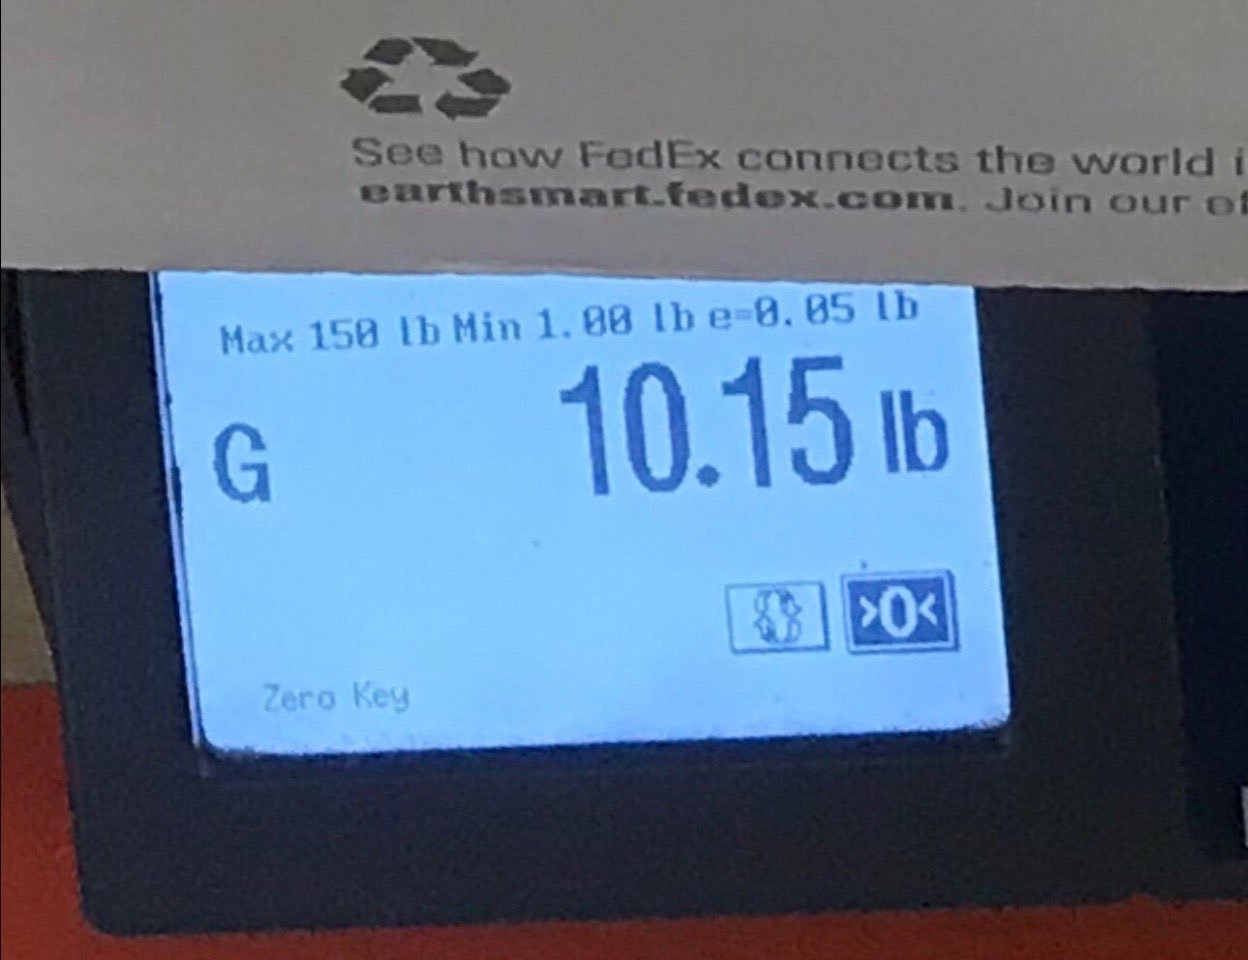 See how FedEx connects the world i
earthsmart.fedex.com. Join our ef
Max 150 lb Min 1.00 lb e=0.05 lb
G 10.15 lb
>0<
Zero Key